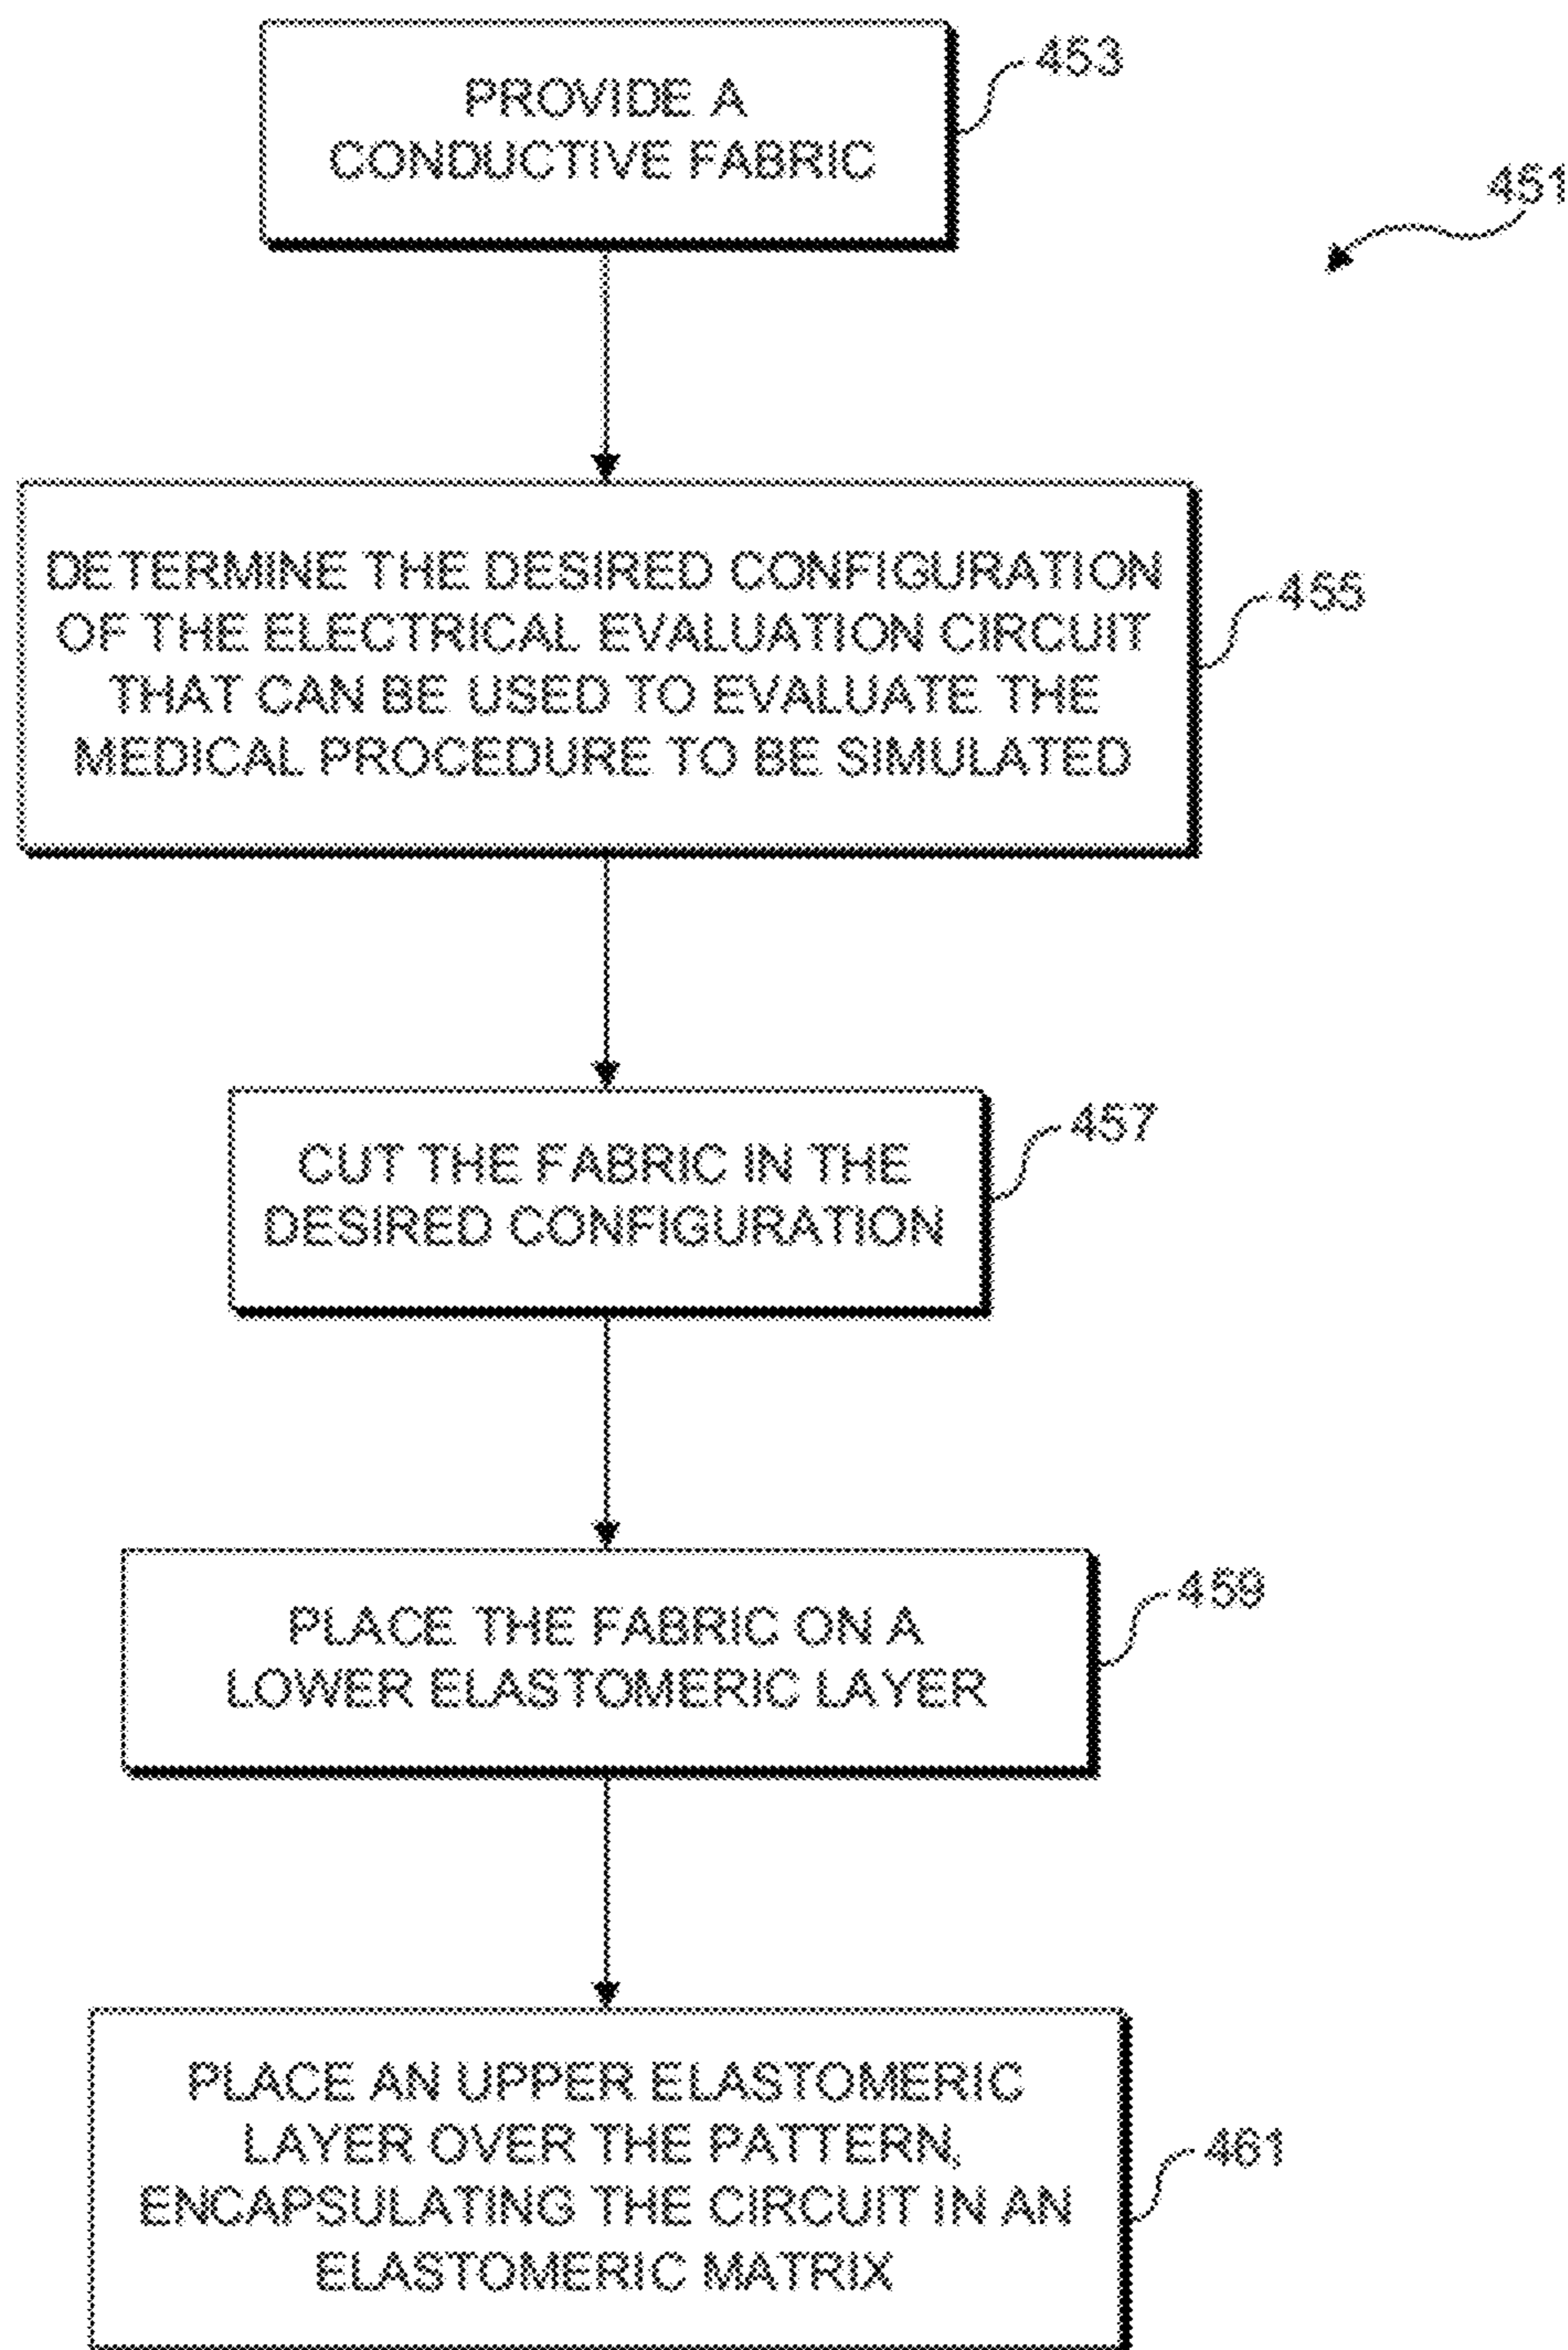 PROVIDE A
CONDUCTIVE FABRIC
453
451
DETERMINE THE DESIRED CONFIGURATION
OF THE ELECTRICAL EVALUATION CIRCUIT
THAT CAN BE USED TO EVALUATE THE
MEDICAL PROCEDURE TO BE SIMULATED
455
CUT THE FABRIC IN THE
DESIRED CONFIGURATION
457
PLACE THE FABRIC ON A
LOWER ELASTOMERIC LAYER
459
PLACE AN UPPER ELASTOMERIC
LAYER OVER THE PATTERN,
ENCAPSULATING THE CIRCUIT IN AN
ELASTOMERIC MATRIX
461